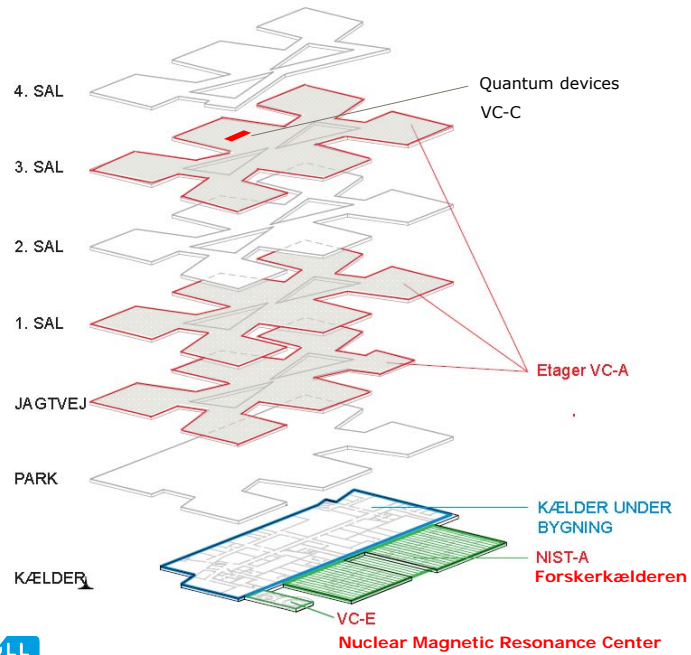 4. SAL
Quantum devices
VC-C
3. SAL
2. SAL
1. SAL
Etager VC-A
JAGTVEJ
PARK
KÆLDER UNDER
BYGNING
NIST-A
Forskerkælderen
KÆLDER
VC-E
Nuclear Magnetic Resonance Center